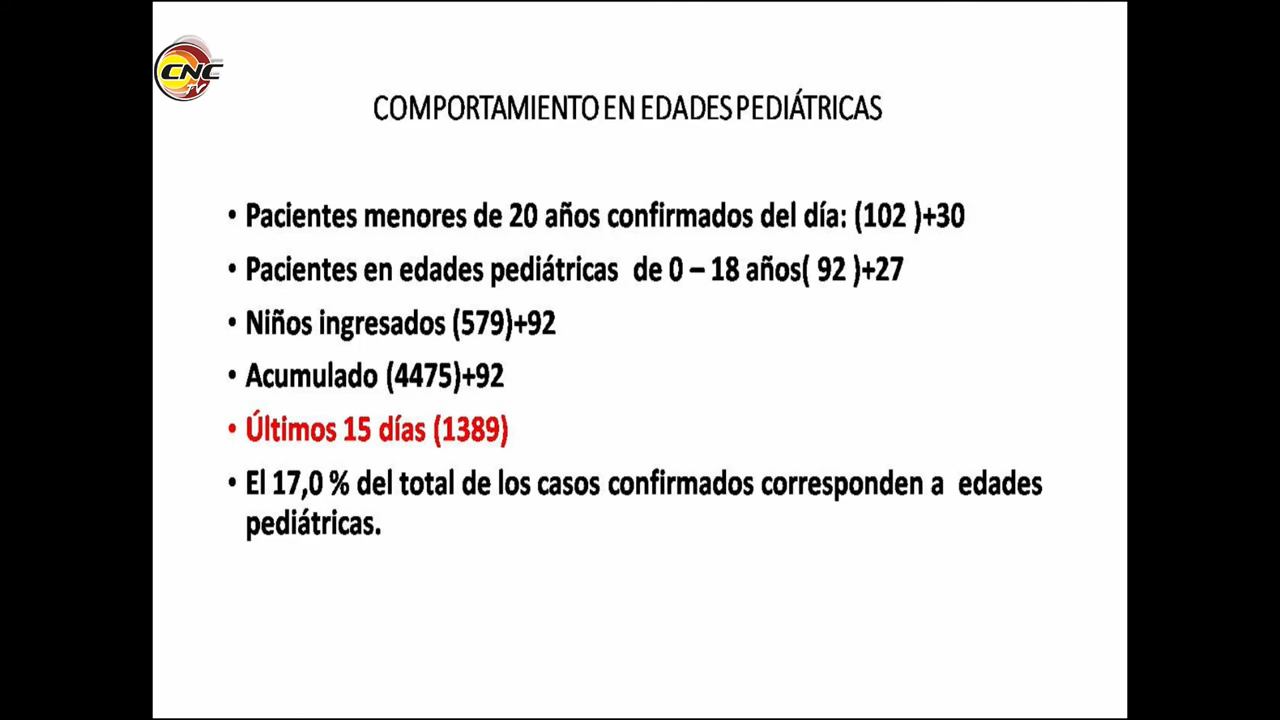 CNC
TV
COMPORTAMIENTO EN EDADES PEDIÁTRICAS
• Pacientes menores de 20 años confirmados del día: (102 )+30
• Pacientes en edades pediátricas de 0 – 18 años( 92 )+27
• Niños ingresados (579)+92
• Acumulado (4475)+92
• Últimos 15 días (1389)
• El 17,0 % del total de los casos confirmados corresponden a edades
pediátricas.